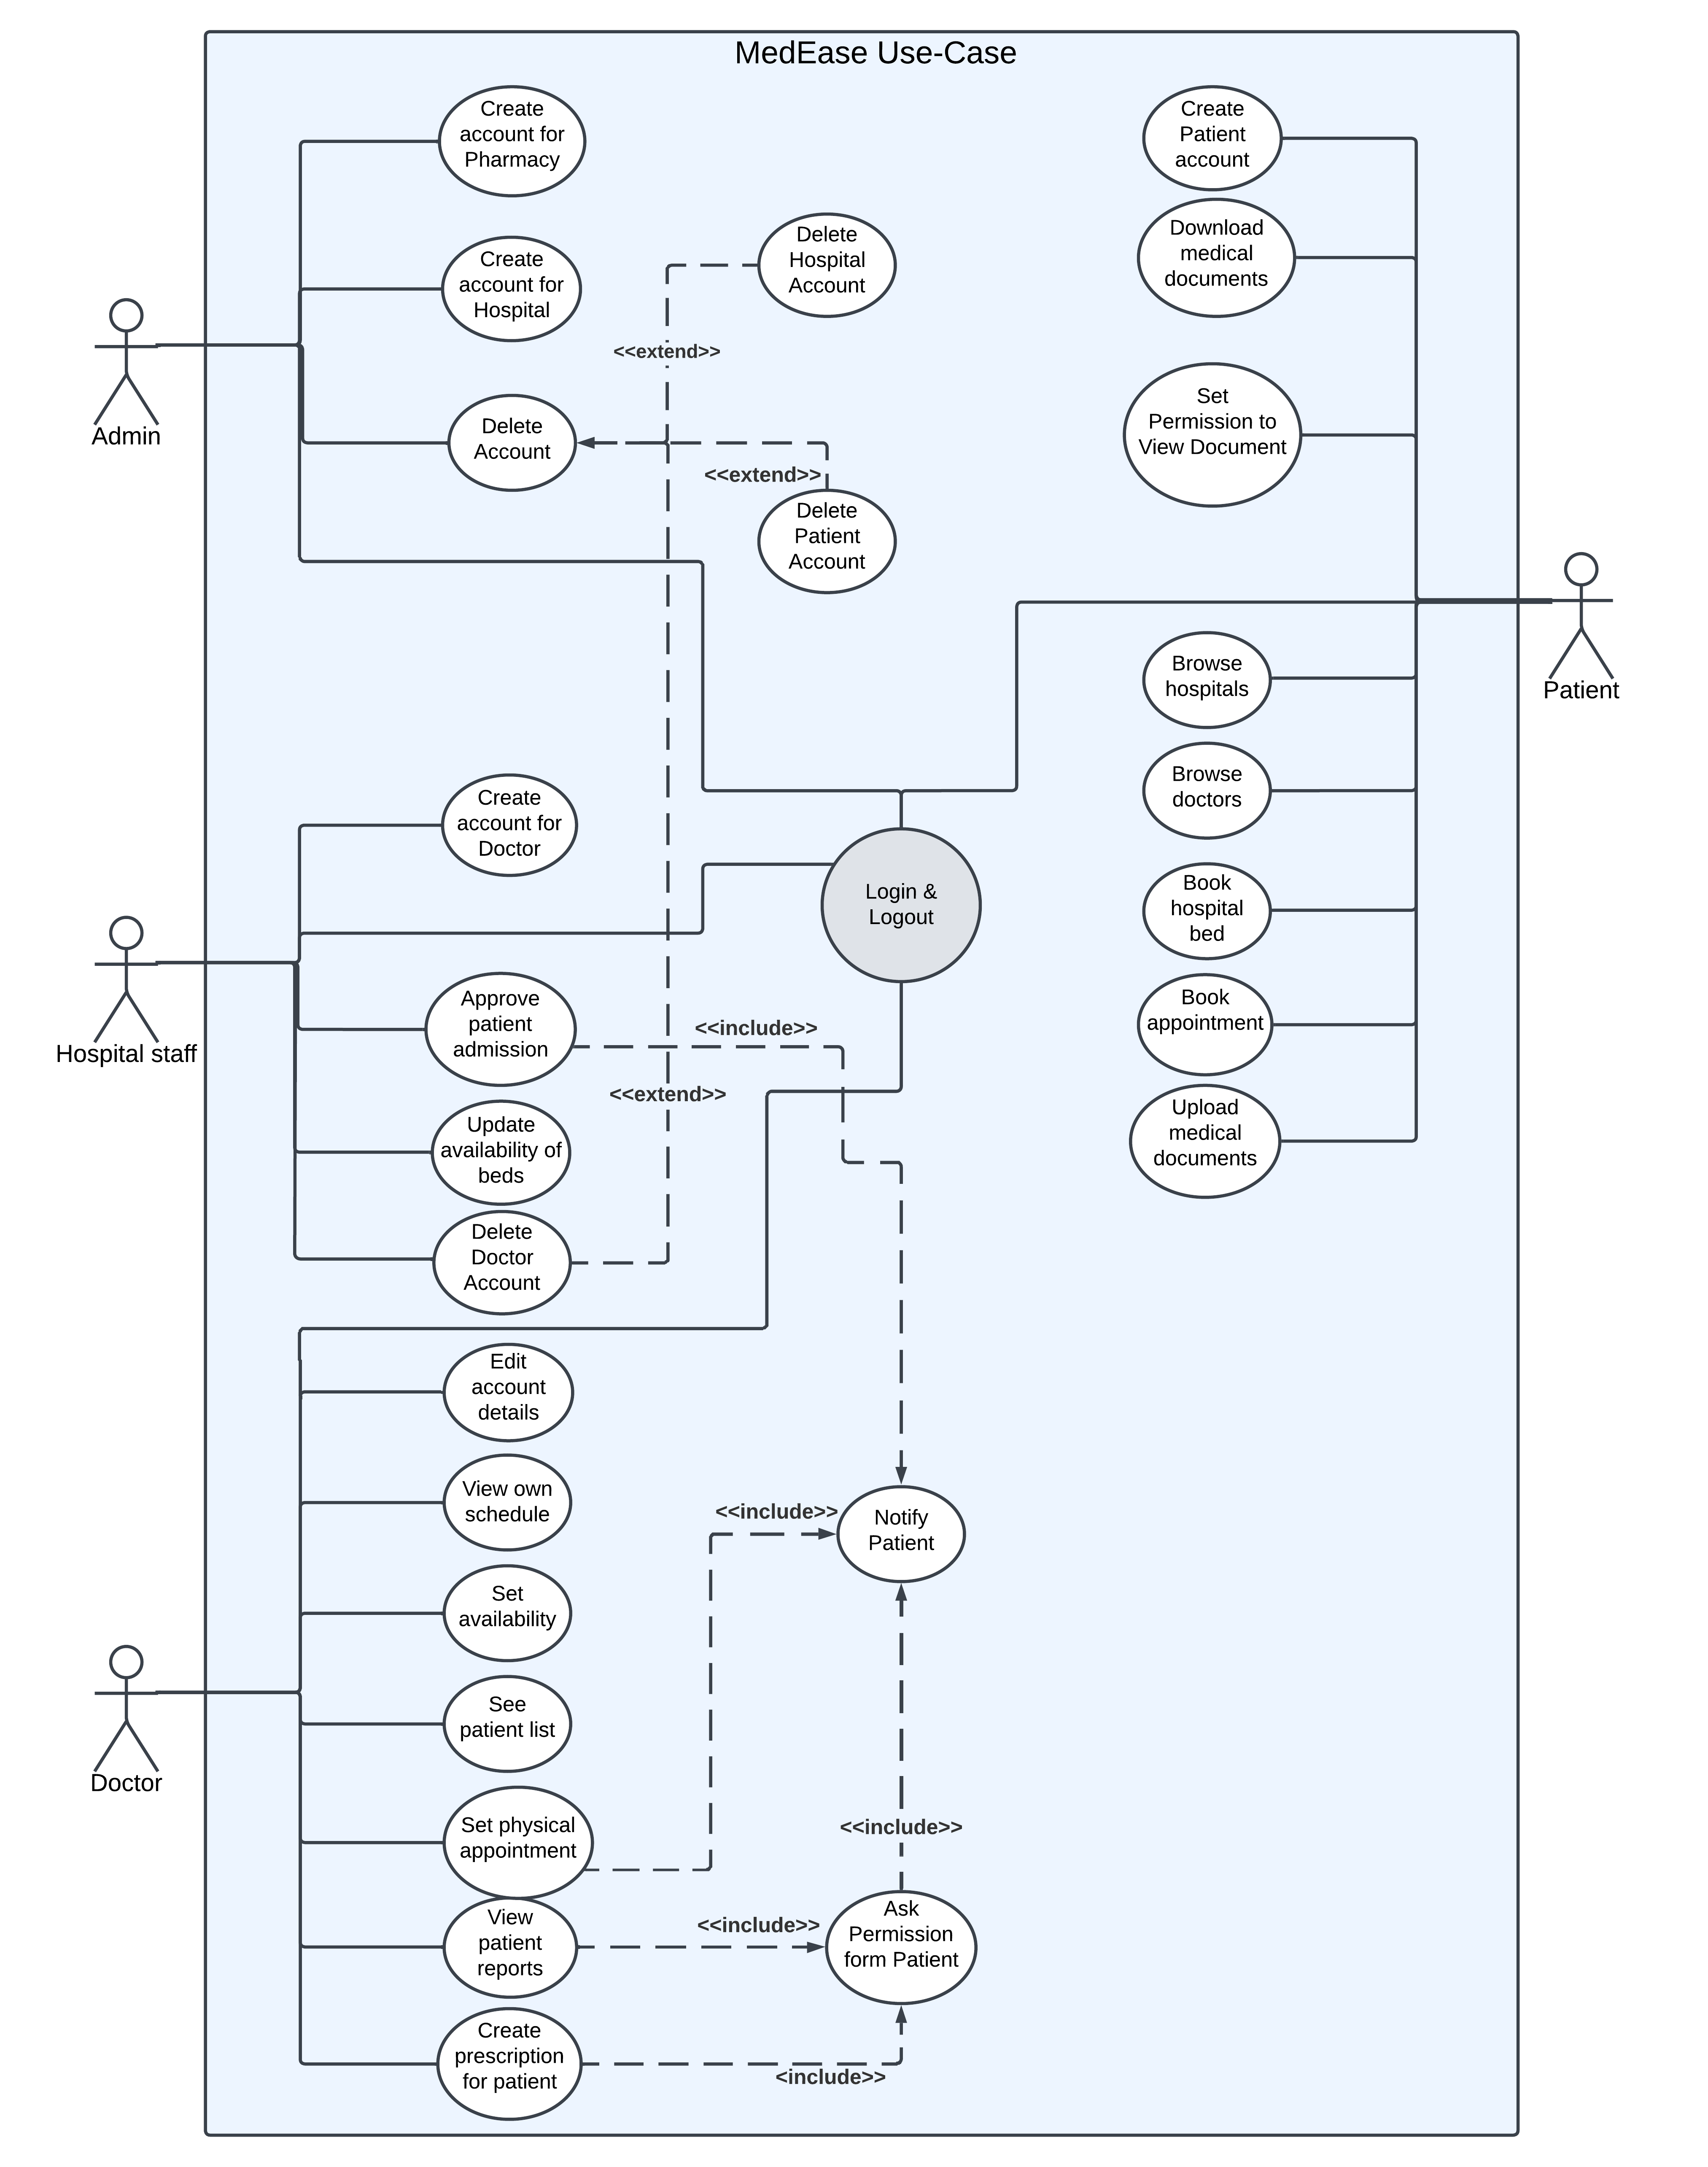 MedEase Use-Case
Create
account for
Pharmacy
Create
account for
Hospital
Delete
Account
Delete
Hospital
Account
<<extend>>
<<extend>>
Delete
Patient
Account
Admin
Create
Patient
account
Download
medical
documents
Set
Permission to
View Document
Browse
hospitals
Browse
doctors
Book
hospital
bed
Book
appointment
Upload
medical
documents
Patient
Login &
Logout
Create
account for
Doctor
Approve
patient
admission
<<include>>
<<extend>>
Update
availability of
beds
Delete
Doctor
Account
Hospital staff
Edit
account
details
View own
schedule
Set
availability
See
patient list
Set physical
appointment
View
patient
reports
Create
prescription
for patient
Doctor
<<include>>
Notify
Patient
<<include>>
<<include>>
Ask
Permission
form Patient
<include>>